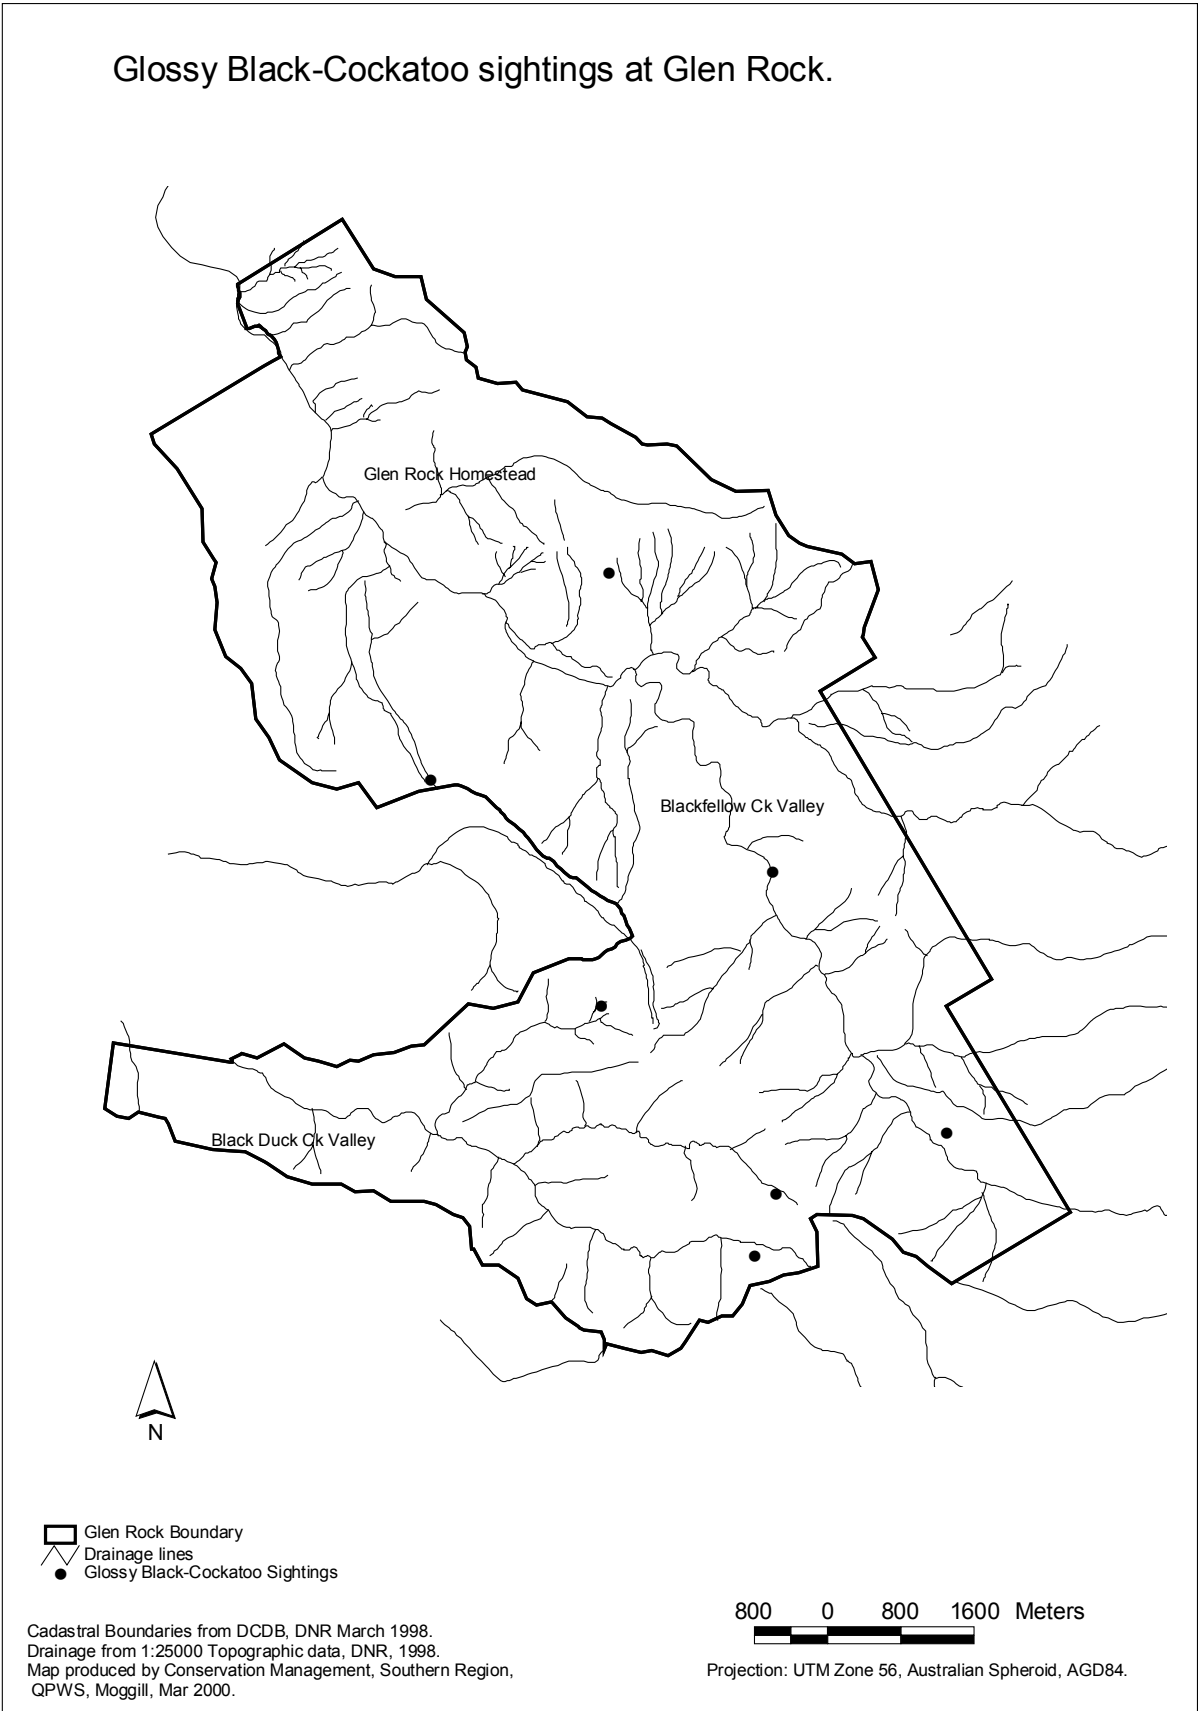 Glossy Black-Cockatoo sightings at Glen Rock.
Glen Rock Homestead
Blackfellow Ck Valley
Black Duck Ck Valley
N
Glen Rock Boundary
Drainage lines
Glossy Black-Cockatoo Sightings
800 0 800 1600 Meters
Cadastral Boundaries from DCDB, DNR March 1998.
Drainage from 1:25000 Topographic data, DNR, 1998.
Map produced by Conservation Management, Southern Region,
QPWS, Moggill, Mar 2000.
Projection: UTM Zone 56, Australian Spheroid, AGD84.